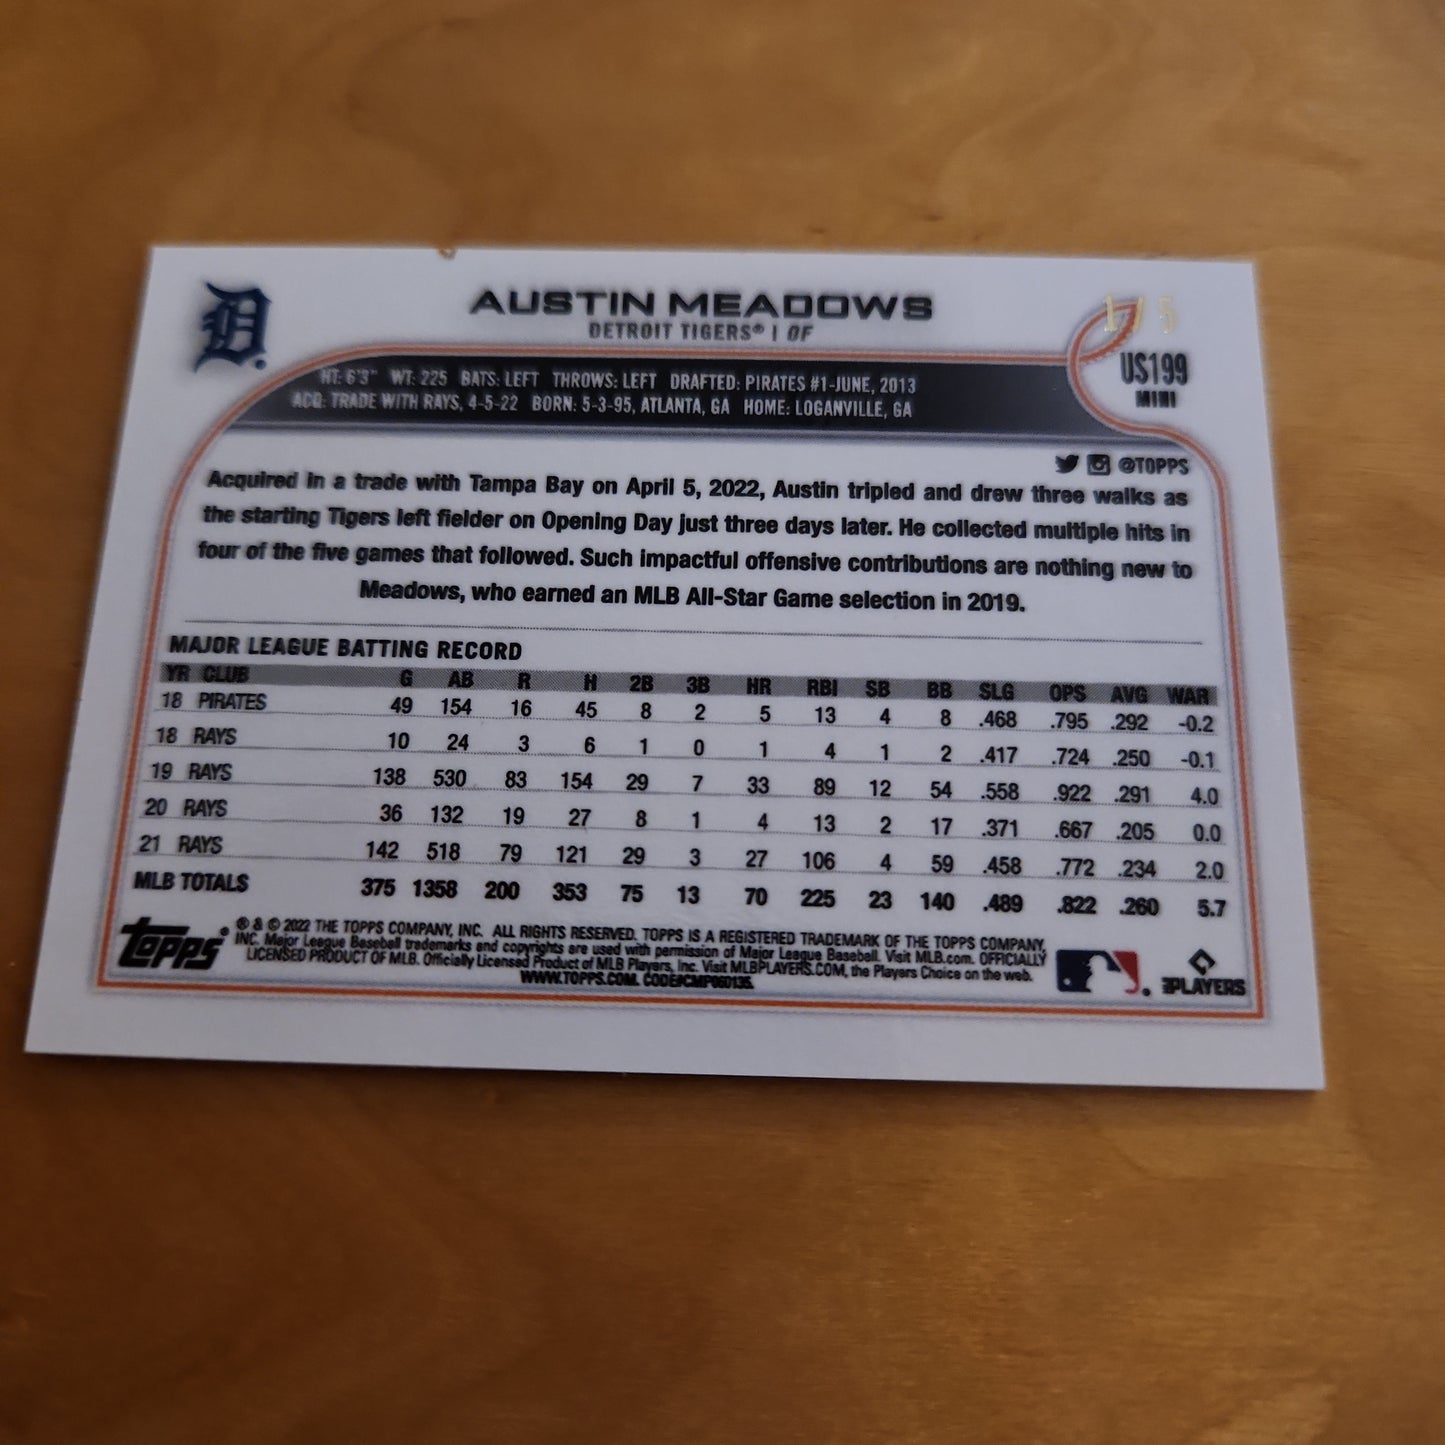 AUSTIN MEADOWS
DETROIT TIGERS® | OF
1/5
US199
MINI
HT: 6'3" WT: 225 BATS: LEFT THROWS: LEFT DRAFTED: PIRATES #1-JUNE, 2013
ACQ: TRADE WITH RAYS, 4-5-22 BORN: 5-3-95, ATLANTA, GA HOME: LOGANVILLE, GA
@TOPPS
Acquired in a trade with Tampa Bay on April 5, 2022, Austin tripled and drew three walks as
the starting Tigers left fielder on Opening Day just three days later. He collected multiple hits in
four of the five games that followed. Such impactful offensive contributions are nothing new to
Meadows, who earned an MLB All-Star Game selection in 2019.
MAJOR LEAGUE BATTING RECORD
YR CLUB G AB R H 2B 3B HR RBI SB BB SLG OPS AVG WAR
18 PIRATES 49 154 16 45 8 2 5 13 4 8 .468 .795 .292 -0.2
18 RAYS 10 24 3 6 1 0 1 4 1 2 .417 .724 .250 -0.1
19 RAYS 138 530 83 154 29 7 33 89 12 54 .558 .922 .291 4.0
20 RAYS 36 132 19 27 8 1 4 13 2 17 .371 .667 .205 0.0
21 RAYS 142 518 79 121 29 3 27 106 4 59 .458 .772 .234 2.0
MLB TOTALS 375 1358 200 353 75 13 70 225 23 140 .489 .822 .260 5.7
topps®
® & © 2022 THE TOPPS COMPANY, INC. ALL RIGHTS RESERVED. TOPPS IS A REGISTERED TRADEMARK OF THE TOPPS COMPANY,
INC. Major League Baseball trademarks and copyrights are used with permission of Major League Baseball. Visit MLB.com. OFFICIALLY
LICENSED PRODUCT OF MLB. Officially Licensed Product of MLB Players, Inc. Visit MLBPLAYERS.COM, the Players Choice on the web.
WWW.TOPPS.COM. CODE#CMP060135.
PLAYERS